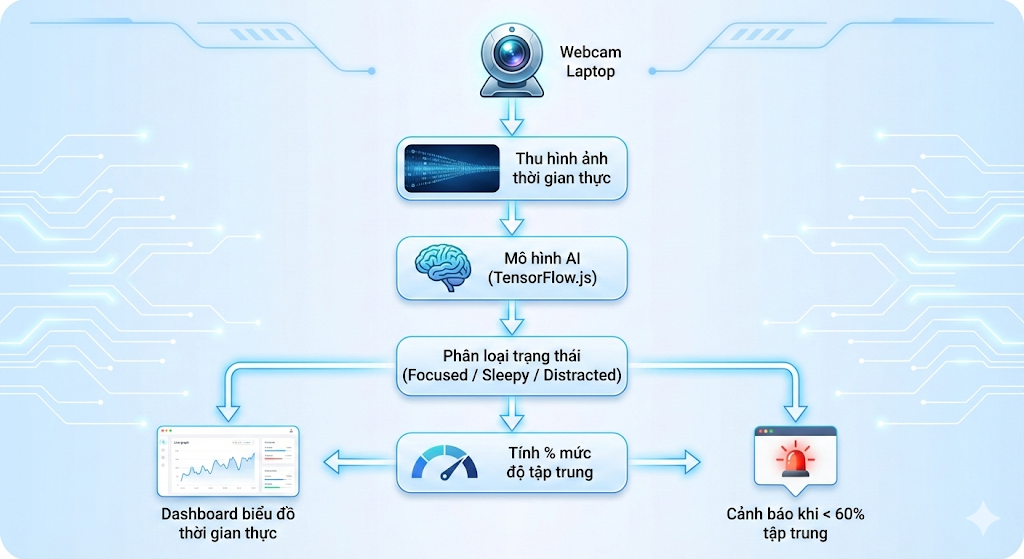 Webcam
Laptop
Thu hình ảnh
thời gian thực
Mô hình AI
(TensorFlow.js)
Phân loại trạng thái
(Focused / Sleepy / Distracted)
Tính % mức
độ tập trung
Dashboard biểu đồ
thời gian thực
Cảnh báo khi < 60%
tập trung